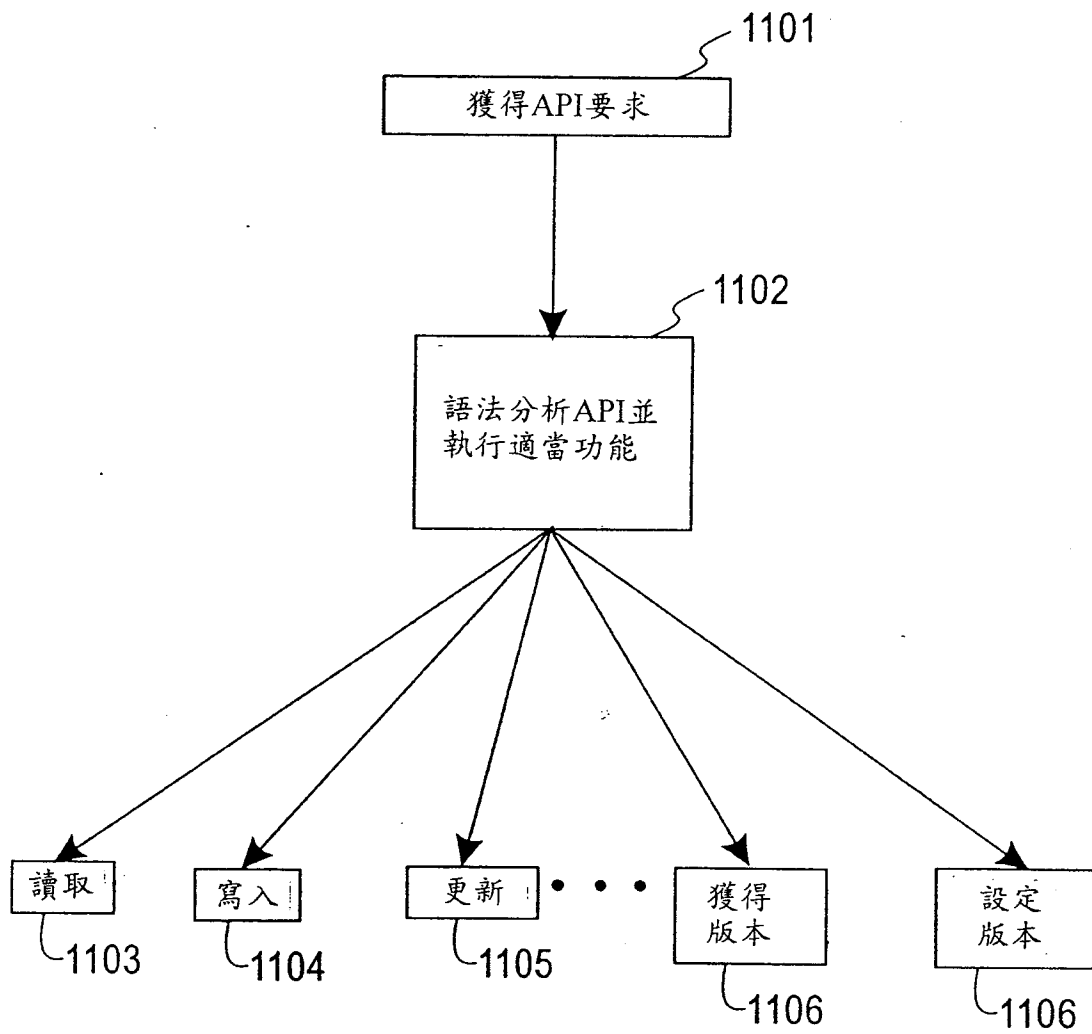 1101
獲得API要求
1102
語法分析API並
執行適當功能
讀取
寫入
更新
• • •
獲得
版本
設定
版本
1103
1104
1105
1106
1106